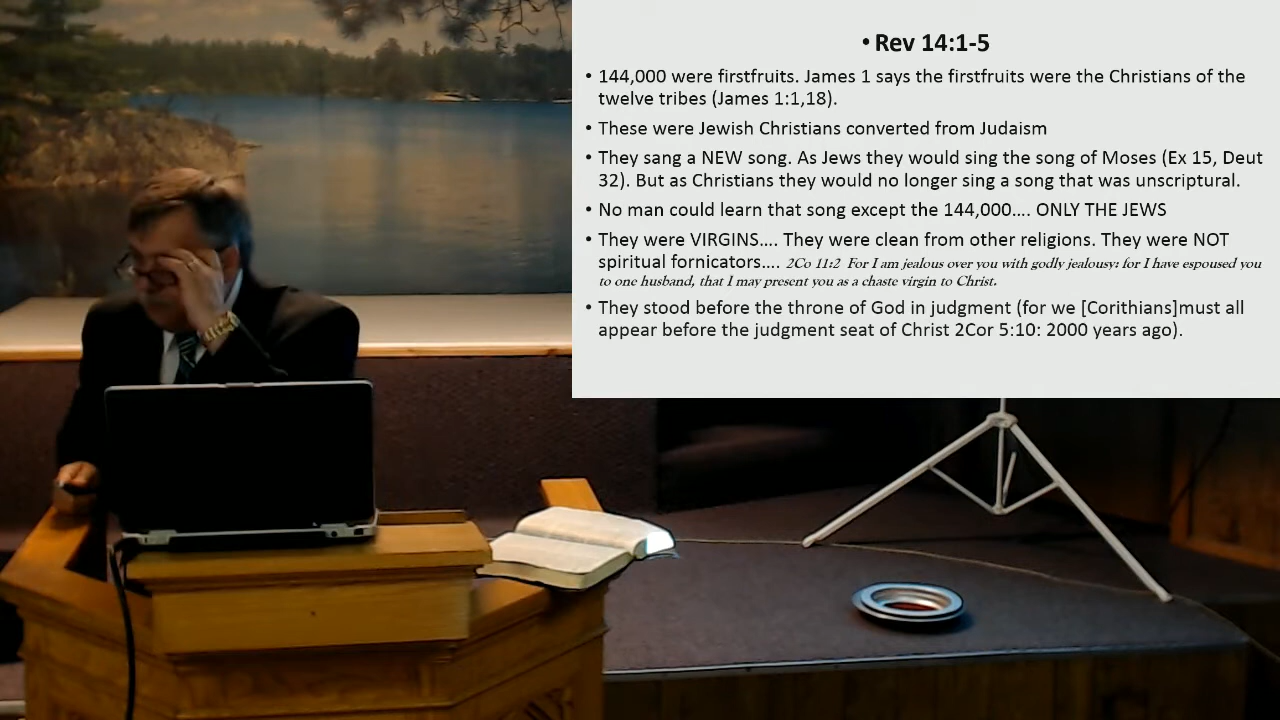 • Rev 14:1-5
• 144,000 were firstfruits. James 1 says the firstfruits were the Christians of the
twelve tribes (James 1:1,18).
• These were Jewish Christians converted from Judaism
• They sang a NEW song. As Jews they would sing the song of Moses (Ex 15, Deut
32). But as Christians they would no longer sing a song that was unscriptural.
• No man could learn that song except the 144,000.... ONLY THE JEWS
• They were VIRGINS.... They were clean from other religions. They were NOT
spiritual fornicators.... 2Co 11:2 For I am jealous over you with godly jealousy: for I have espoused you
to one husband, that I may present you as a chaste virgin to Christ.
• They stood before the throne of God in judgment (for we [Corithians]must all
appear before the judgment seat of Christ 2Cor 5:10: 2000 years ago).